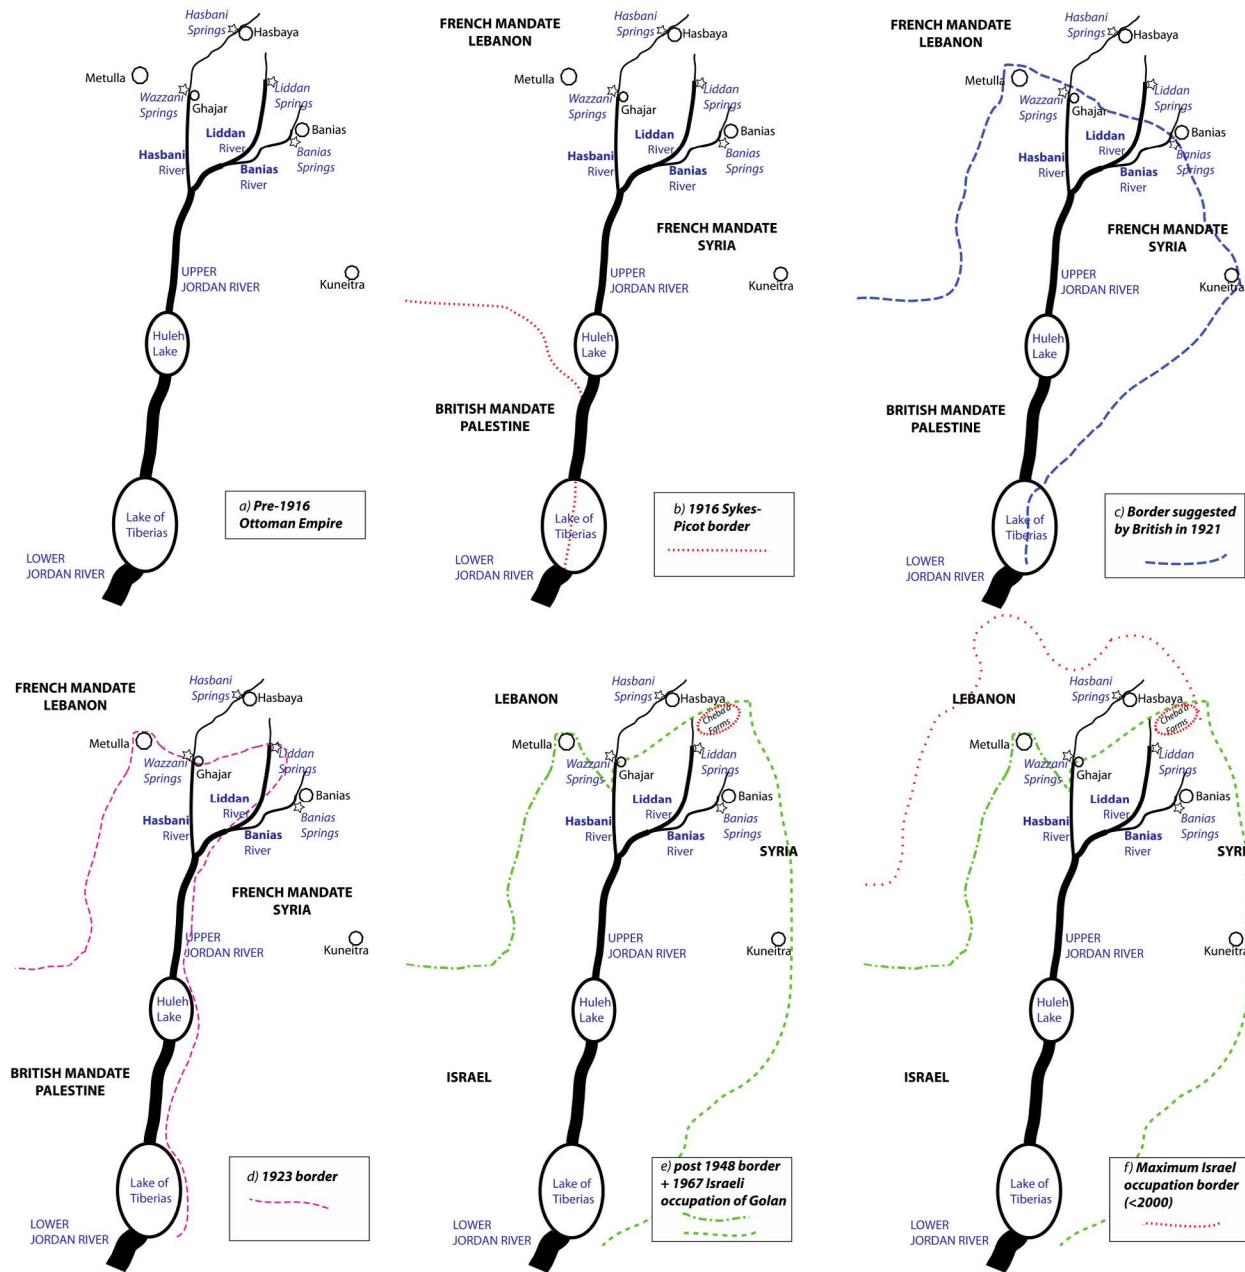 Hasbani
Springs
Hasbaya
Metulla
Wazzani
Springs
Ghajar
Liddan
Springs
Liddan
River
Banias
Hasbani
River
Banias
River
Banias
Springs
UPPER
JORDAN RIVER
Kuneitra
Huleh
Lake
Lake of
Tiberias
LOWER
JORDAN RIVER
a) Pre-1916
Ottoman Empire
FRENCH MANDATE
LEBANON
Hasbani
Springs
Hasbaya
Metulla
Wazzani
Springs
Ghajar
Liddan
Springs
Liddan
River
Banias
Hasbani
River
Banias
River
Banias
Springs
FRENCH MANDATE
SYRIA
UPPER
JORDAN RIVER
Kuneitra
Huleh
Lake
BRITISH MANDATE
PALESTINE
Lake of
Tiberias
LOWER
JORDAN RIVER
b) 1916 Sykes-
Picot border
FRENCH MANDATE
LEBANON
Hasbani
Springs
Hasbaya
Metulla
Wazzani
Springs
Ghajar
Liddan
Springs
Liddan
River
Banias
Hasbani
River
Banias
River
Banias
Springs
FRENCH MANDATE
SYRIA
UPPER
JORDAN RIVER
Kuneitra
Huleh
Lake
BRITISH MANDATE
PALESTINE
Lake of
Tiberias
LOWER
JORDAN RIVER
c) Border suggested
by British in 1921
FRENCH MANDATE
LEBANON
Hasbani
Springs
Hasbaya
Metulla
Wazzani
Springs
Ghajar
Liddan
Springs
Liddan
River
Banias
Hasbani
River
Banias
River
Banias
Springs
FRENCH MANDATE
SYRIA
UPPER
JORDAN RIVER
Kuneitra
Huleh
Lake
BRITISH MANDATE
PALESTINE
Lake of
Tiberias
LOWER
JORDAN RIVER
d) 1923 border
LEBANON
Hasbani
Springs
Hasbaya
Cheba'a
Farms
Metulla
Wazzani
Springs
Ghajar
Liddan
Springs
Liddan
River
Banias
Hasbani
River
Banias
River
Banias
Springs
SYRIA
UPPER
JORDAN RIVER
Kuneitra
Huleh
Lake
ISRAEL
Lake of
Tiberias
LOWER
JORDAN RIVER
e) post 1948 border
+ 1967 Israeli
occupation of Golan
LEBANON
Hasbani
Springs
Hasbaya
Cheba'a
Farms
Metulla
Wazzani
Springs
Ghajar
Liddan
Springs
Liddan
River
Banias
Hasbani
River
Banias
River
Banias
Springs
SYRI
UPPER
JORDAN RIVER
Kuneitra
Huleh
Lake
ISRAEL
Lake of
Tiberias
LOWER
JORDAN RIVER
f) Maximum Israel
occupation border
(<2000)